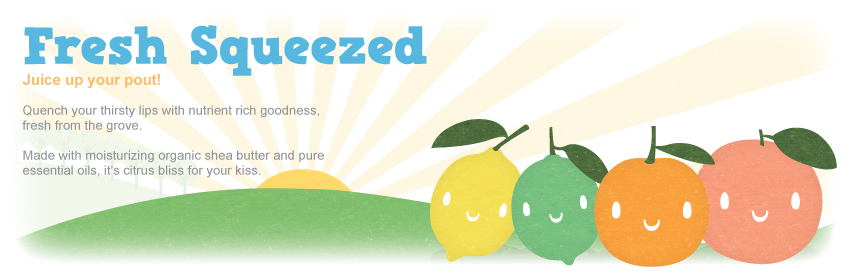 Fresh Squeezed
Juice up your pout!
Quench your thirsty lips with nutrient rich goodness,
fresh from the grove.
Made with moisturizing organic shea butter and pure
essential oils, it's citrus bliss for your kiss.